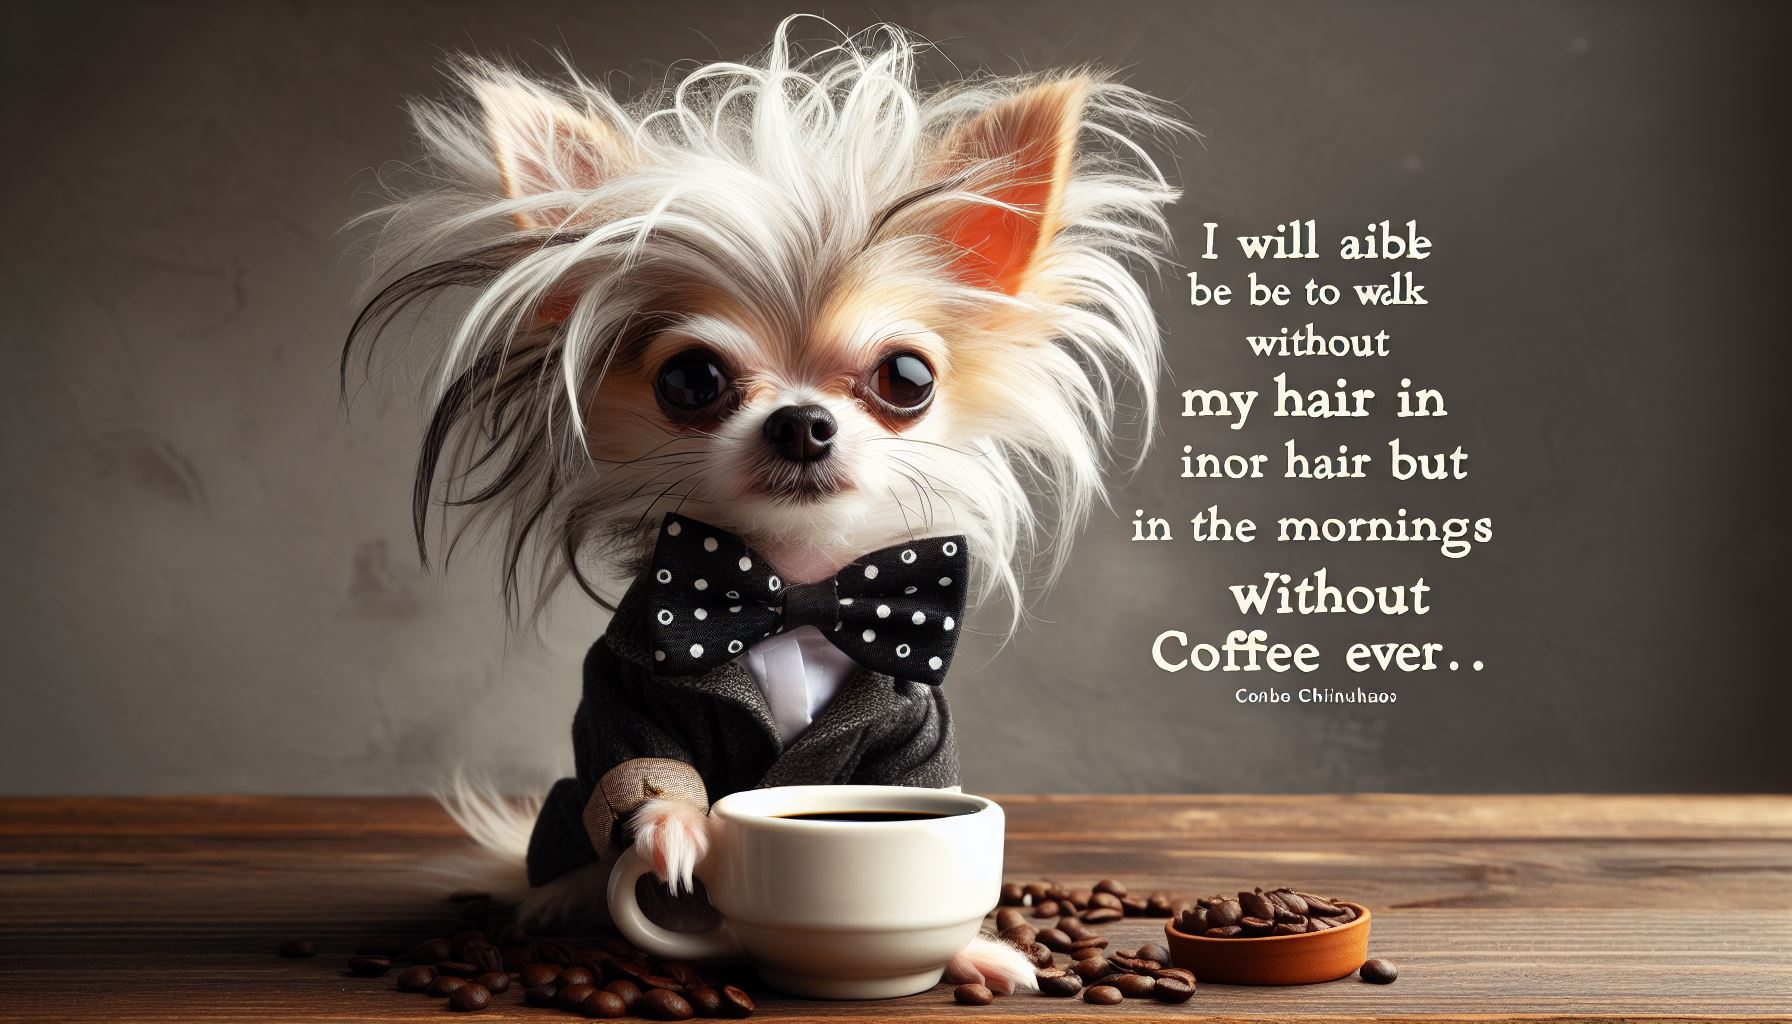 I will aible
be be to walk
without
my hair in
inor hair but
in the mornings
Without
Coffee ever..